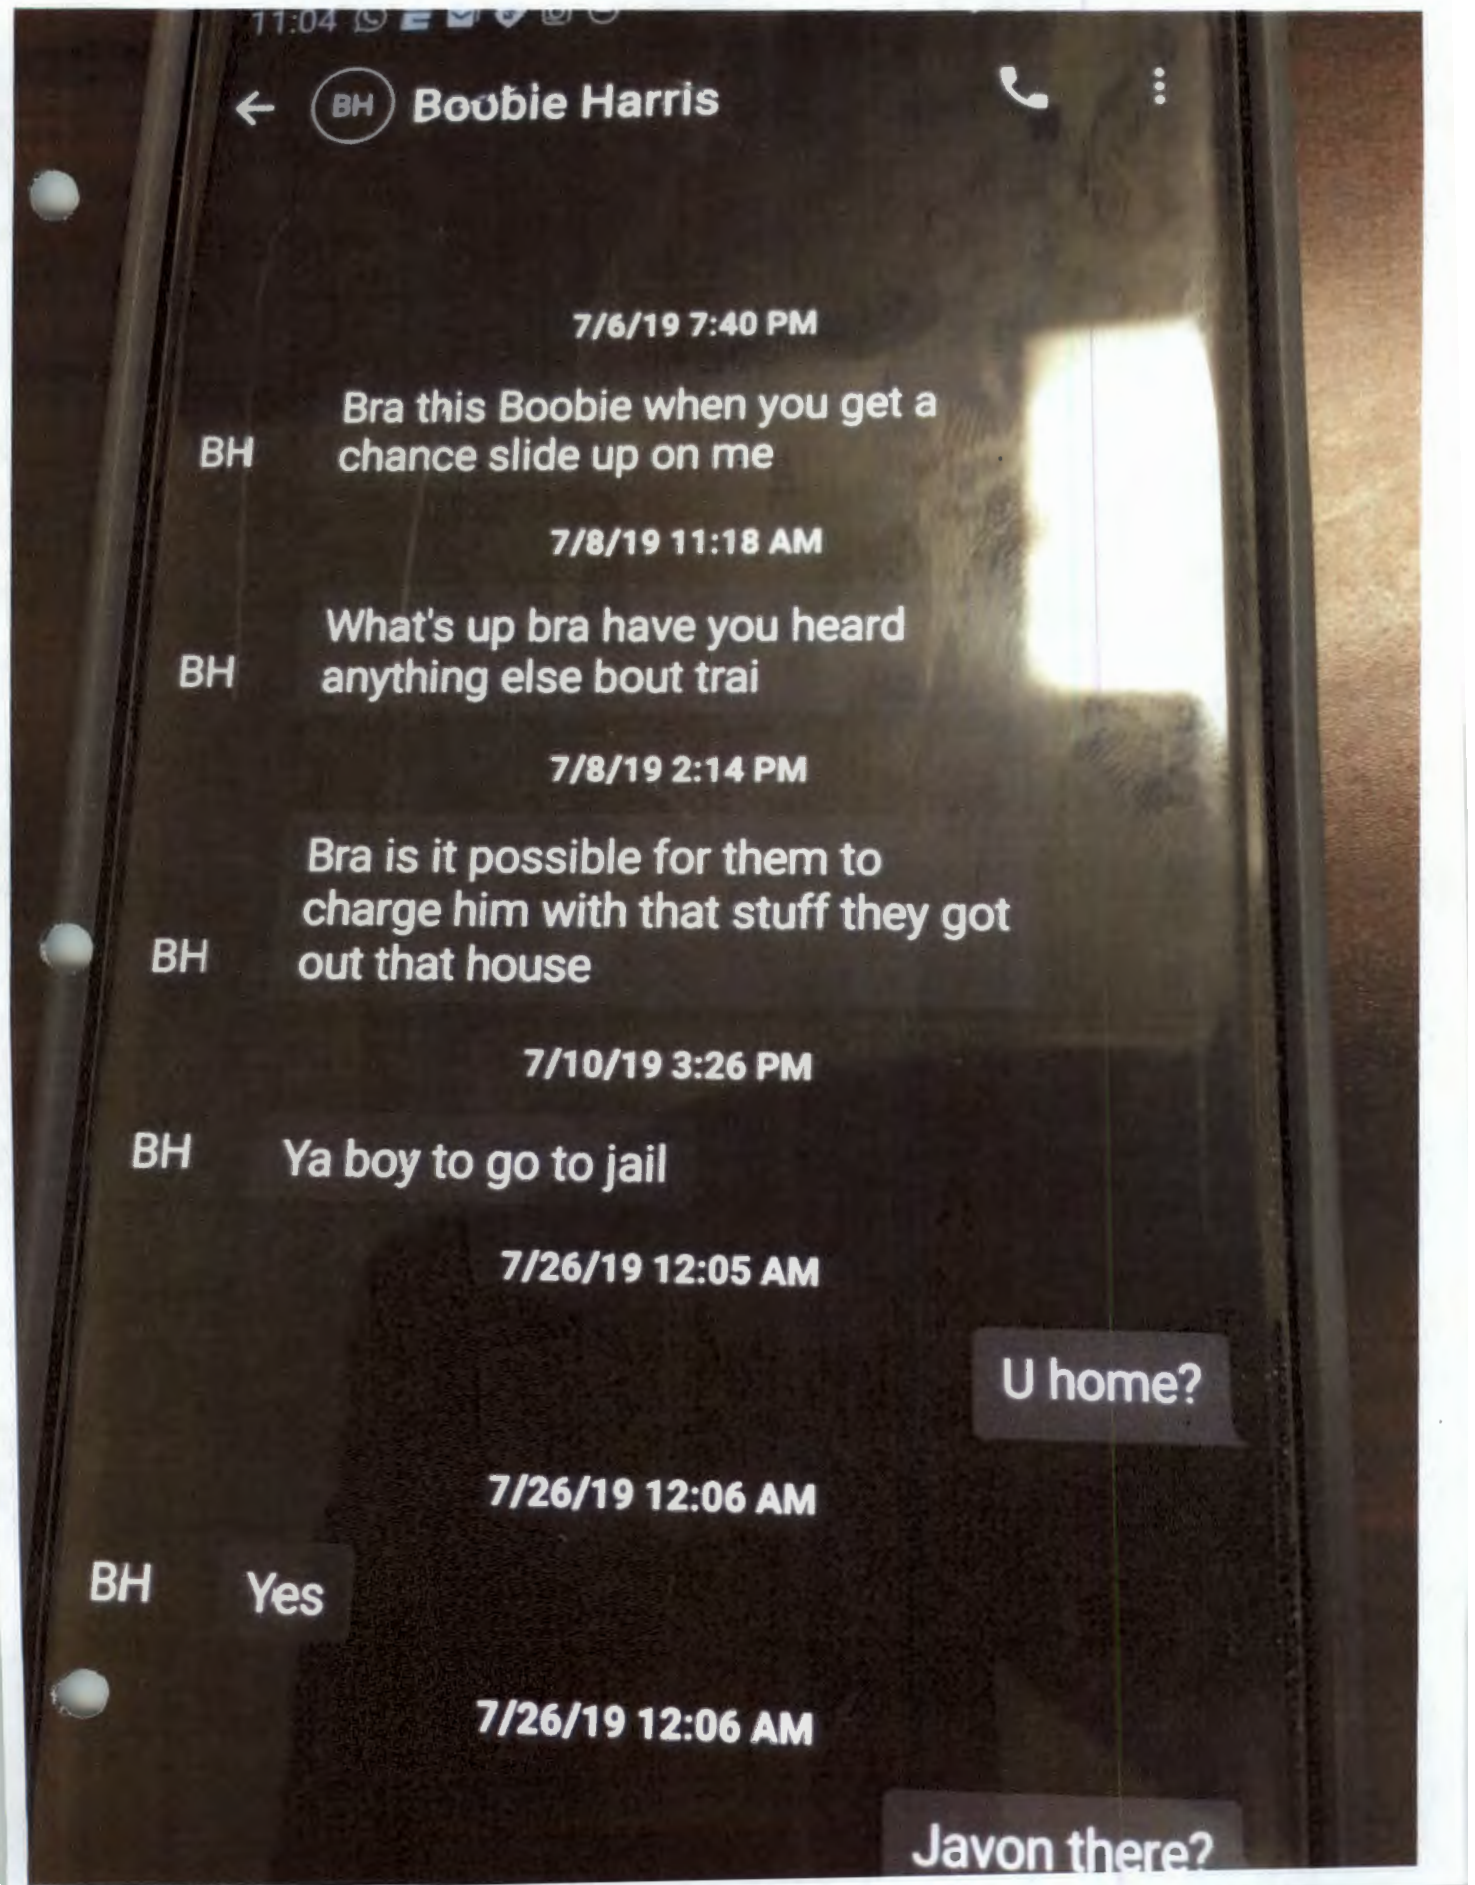 11:04
BH Boobie Harris
7/6/19 7:40 PM
Bra this Boobie when you get a
BH chance slide up on me
7/8/19 11:18 AM
What's up bra have you heard
BH anything else bout trai
7/8/19 2:14 PM
Bra is it possible for them to
charge him with that stuff they got
BH out that house
7/10/19 3:26 PM
BH Ya boy to go to jail
7/26/19 12:05 AM
U home?
7/26/19 12:06 AM
BH Yes
7/26/19 12:06 AM
Javon there?